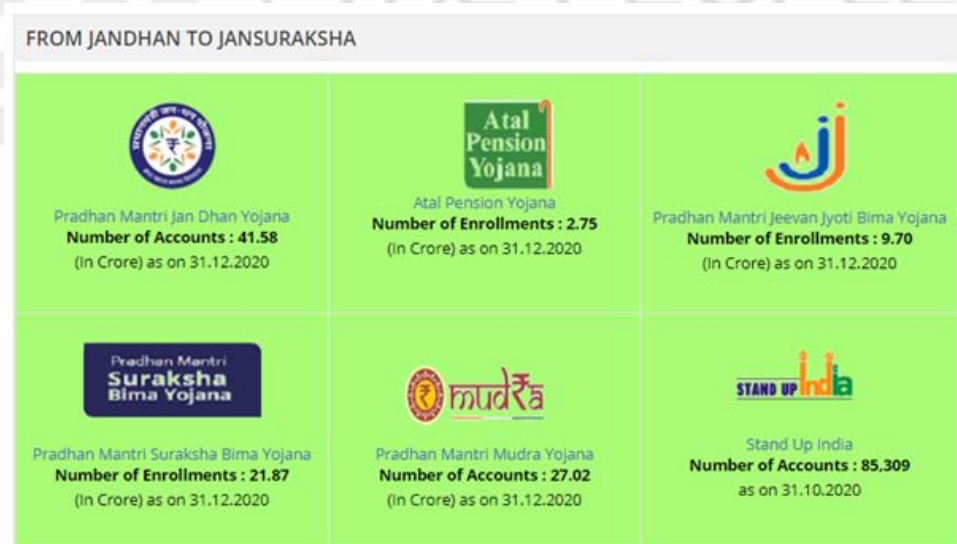 FROM JANDHAN TO JANSURAKSHA
Pradhan Mantri Jan Dhan Yojana
Number of Accounts : 41.58
(In Crore) as on 31.12.2020
Atal
Pension
Yojana
Atal Pension Yojana
Number of Enrollments : 2.75
(In Crore) as on 31.12.2020
Pradhan Mantri Jeevan Jyoti Bima Yojana
Number of Enrollments : 9.70
(In Crore) as on 31.12.2020
Pradhan Mantri
Suraksha
Bima Yojana
Pradhan Mantri Suraksha Bima Yojana
Number of Enrollments : 21.87
(In Crore) as on 31.12.2020
₹ mud₹a
Pradhan Mantri Mudra Yojana
Number of Accounts : 27.02
(In Crore) as on 31.12.2020
STAND UP India
Stand Up India
Number of Accounts : 85,309
as on 31.10.2020